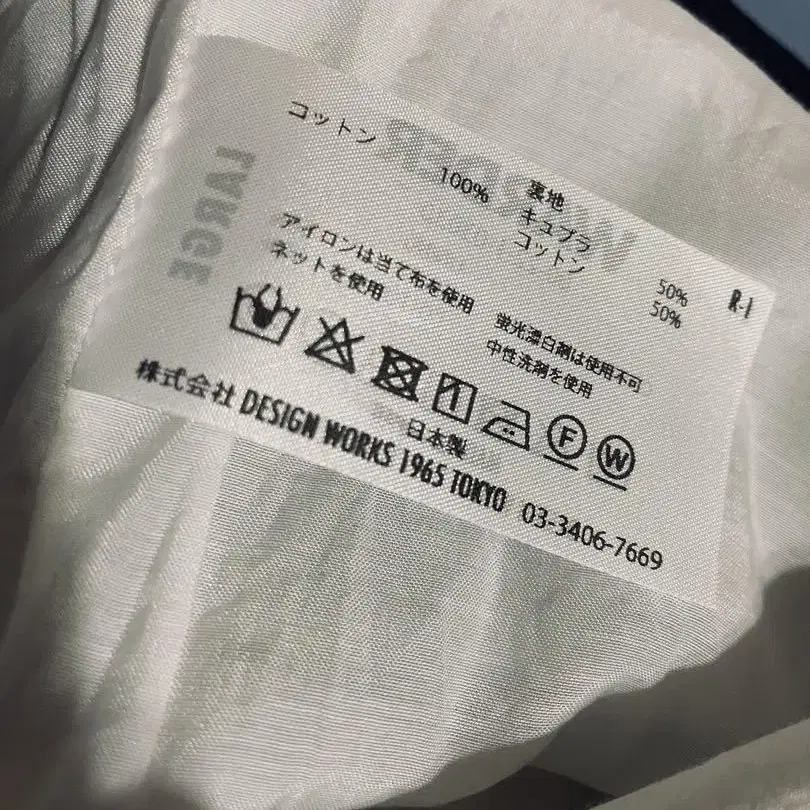 コットン 100%
裏地
キュプラ 50%
コットン 50%
R-1
LARGE
アイロンは当て布を使用 蛍光漂白剤は使用不可
ネットを使用 中性洗剤を使用
F W
日本製
株式会社 DESIGN WORKS 1965 TOKYO 03-3406-7669